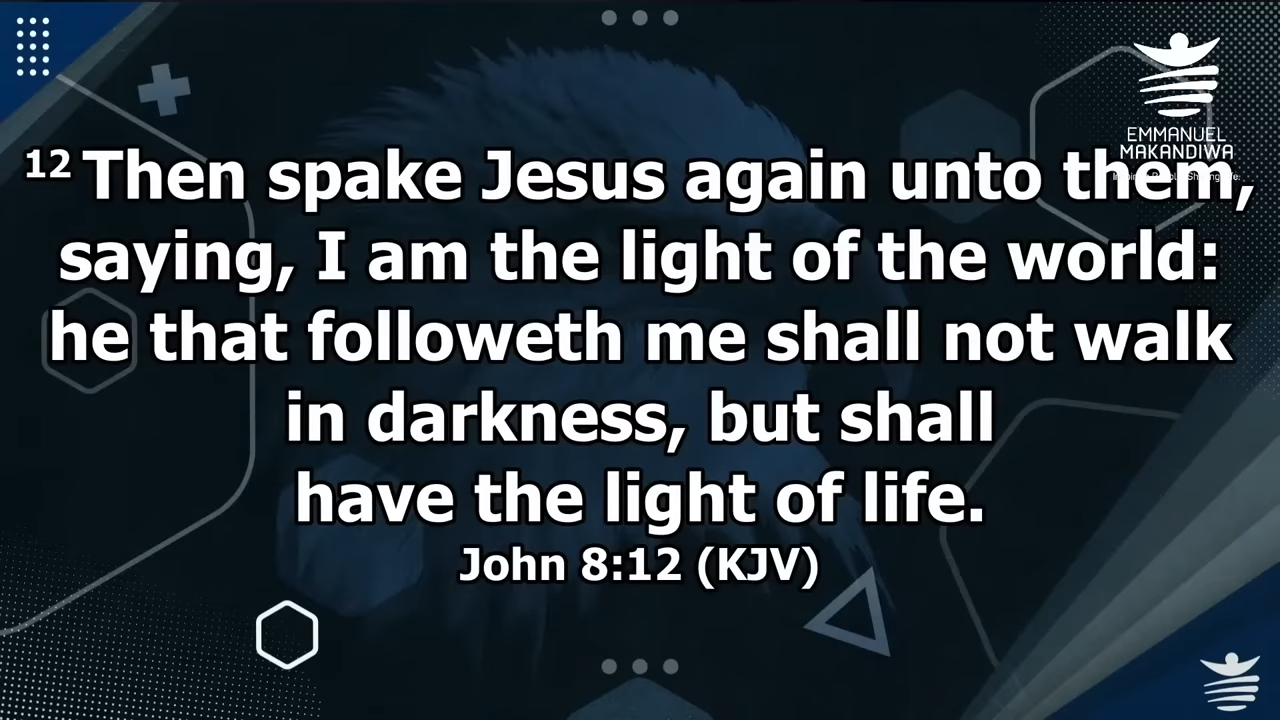 EMMANUEL
MAKANDIWA
12 Then spake Jesus again unto them,
saying, I am the light of the world:
he that followeth me shall not walk
in darkness, but shall
have the light of life.
John 8:12 (KJV)